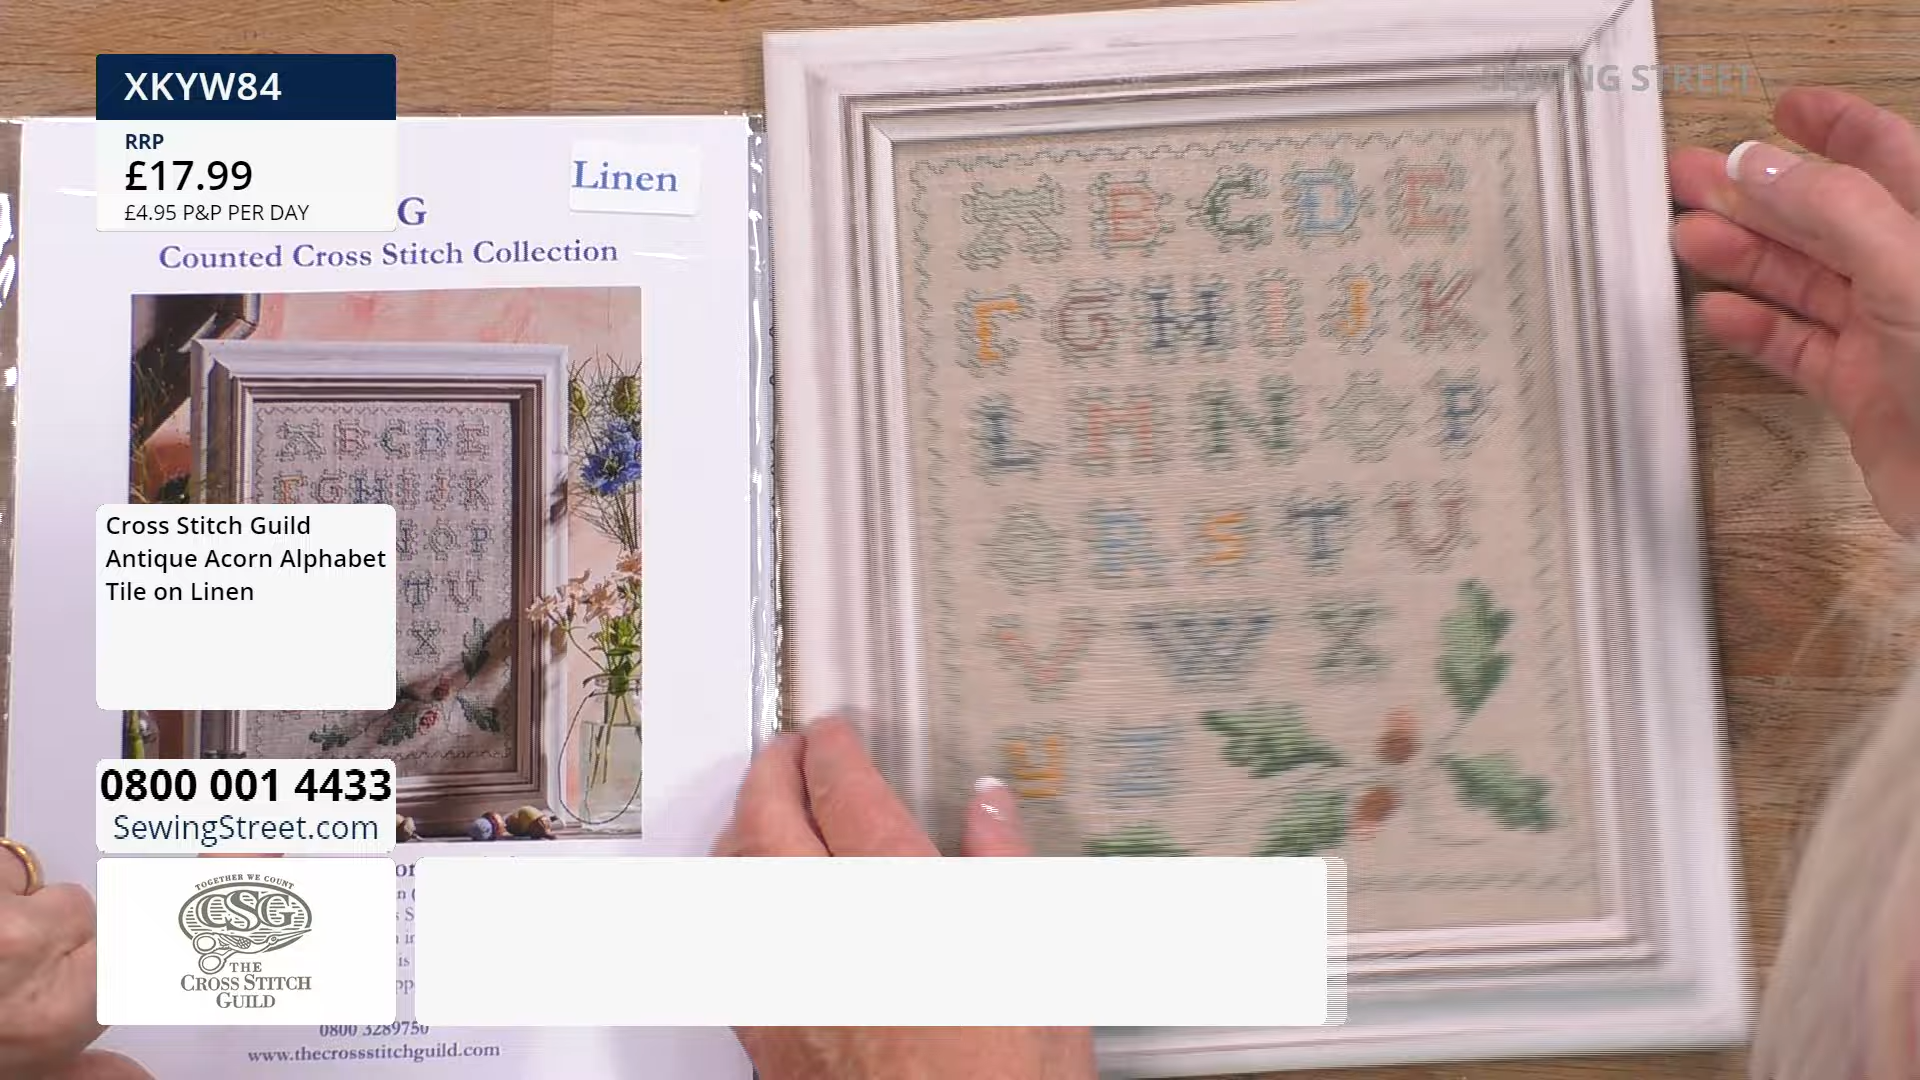 XKYW84
RRP
£17.99
£4.95 P&P PER DAY
SEWING STREET
Linen
G
Counted Cross Stitch Collection
A B C D E
F G H I J K
L M N O P
Q R S T U
V W X
Y Z
Cross Stitch Guild
Antique Acorn Alphabet
Tile on Linen
0800 001 4433
SewingStreet.com
TOGETHER WE COUNT
CSG
THE
CROSS STITCH
GUILD
0800 3289750
www.thecrossstitchguild.com